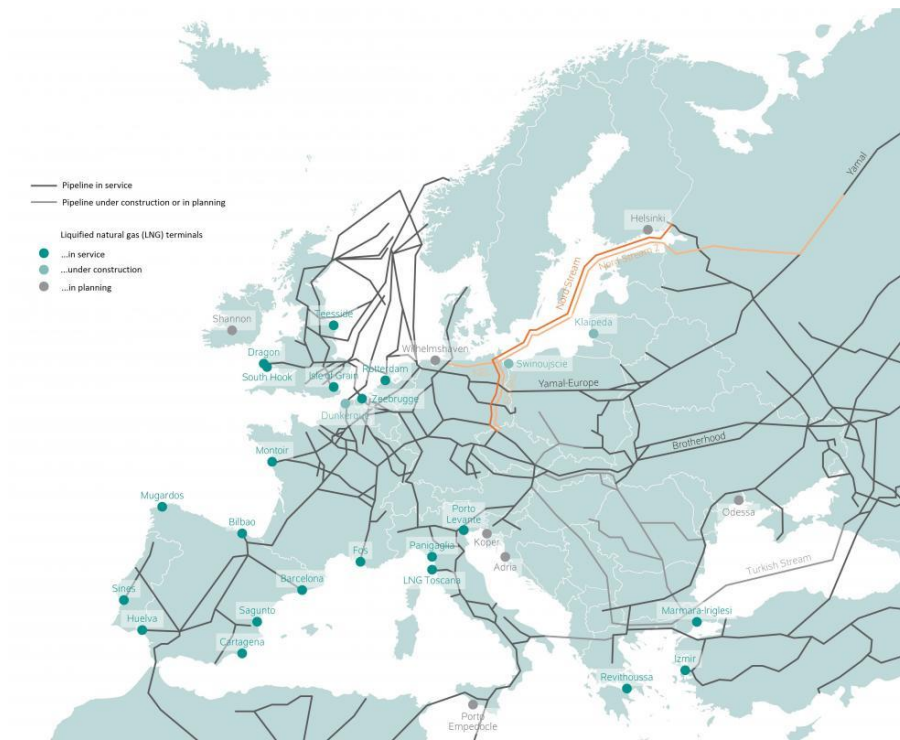 Pipeline in service
Pipeline under construction or in planning
Liquified natural gas (LNG) terminals
...in service
...under construction
...in planning
Yamal
Helsinki
Nord Stream
Nord Stream 2
Shannon
Teesside
Klaipeda
Dragon
South Hook
Wilhelmshaven
Swinoujscie
Isle of Grain
Rotterdam
Zeebrugge
Yamal-Europe
Brotherhood
Montoir
Mugardos
Bilbao
Porto
Levante
Odessa
Koper
Fos
Panigaglia
Adria
LNG Toscana
Turkish Stream
Barcelona
Sines
Sagunto
Marmara-Iriglesi
Huelva
Cartagena
Izmir
Revithoussa
Porto
Empedocle